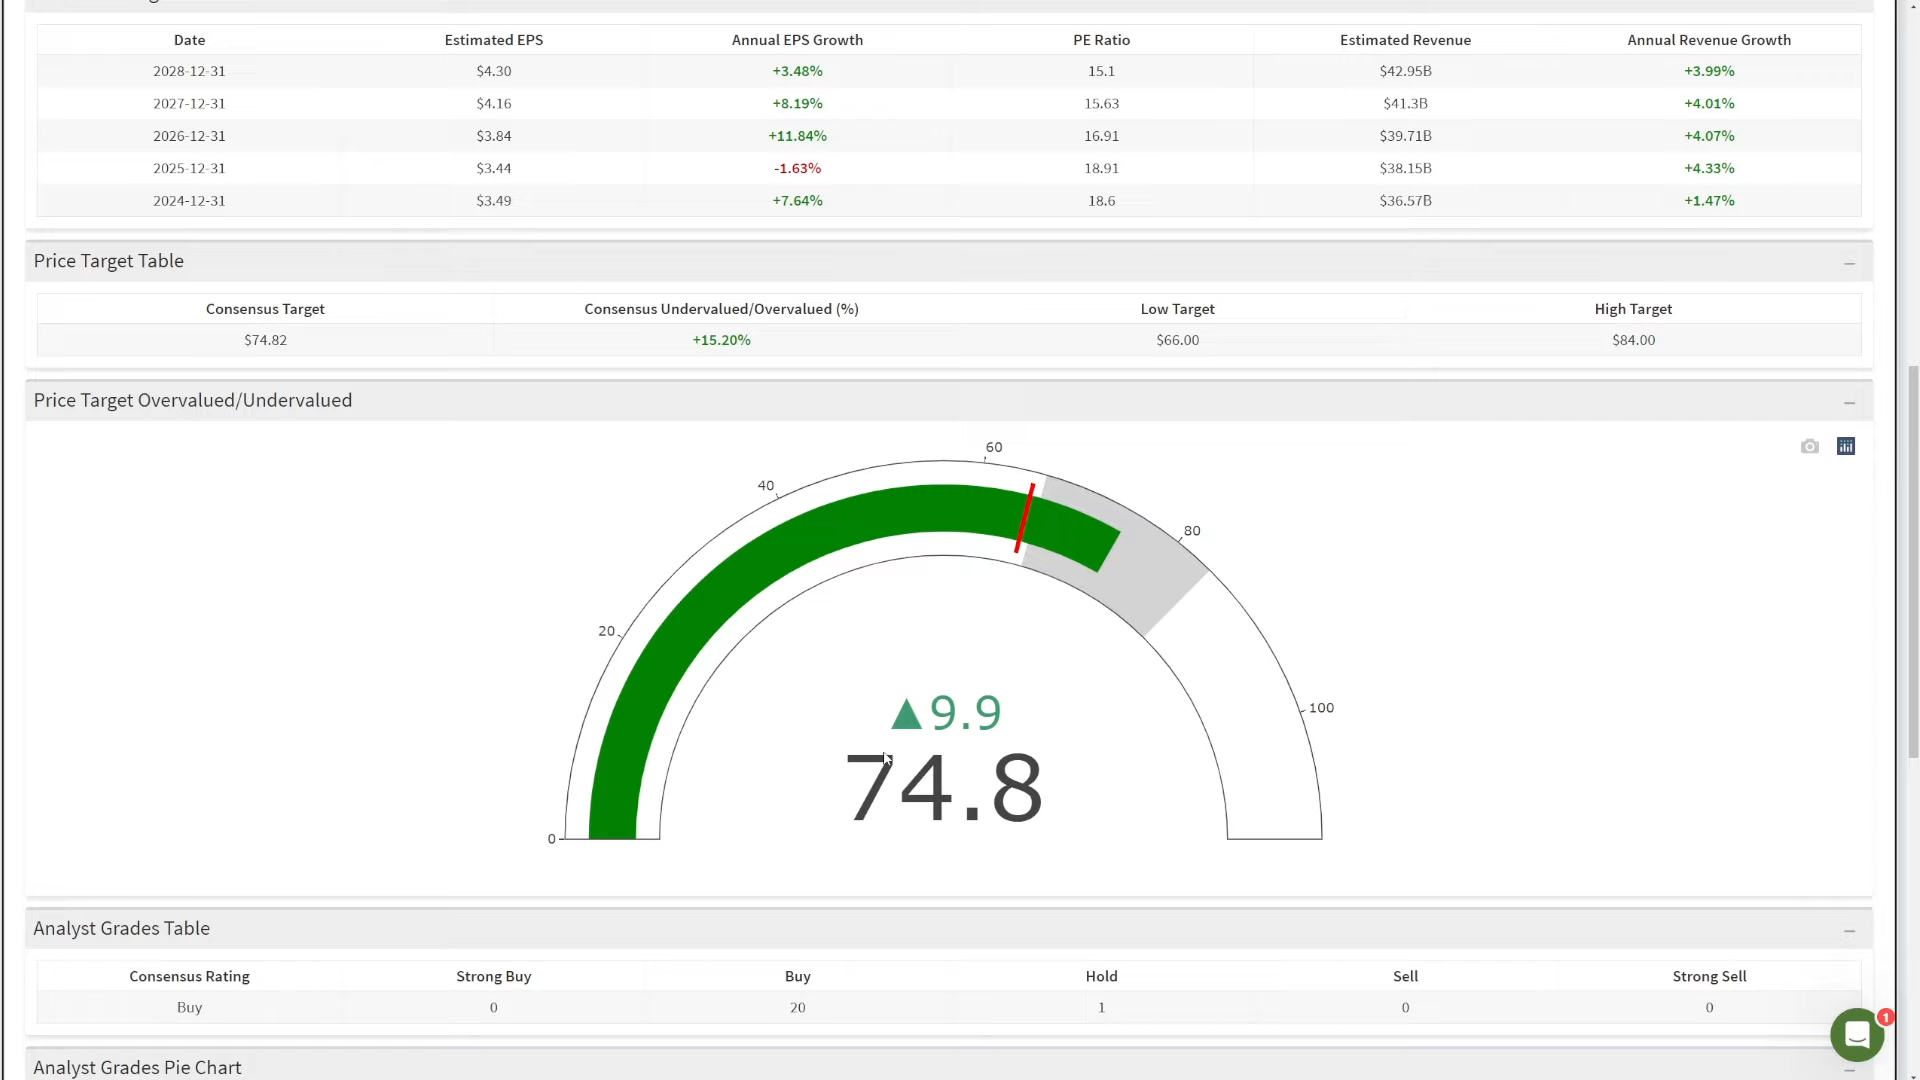 Date Estimated EPS Annual EPS Growth PE Ratio Estimated Revenue Annual Revenue Growth
2028-12-31 $4.30 +3.48% 15.1 $42.95B +3.99%
2027-12-31 $4.16 +8.19% 15.63 $41.3B +4.01%
2026-12-31 $3.84 +11.84% 16.91 $39.71B +4.07%
2025-12-31 $3.44 -1.63% 18.91 $38.15B +4.33%
2024-12-31 $3.49 +7.64% 18.6 $36.57B +1.47%
Price Target Table
Consensus Target Consensus Undervalued/Overvalued (%) Low Target High Target
$74.82 +15.20% $66.00 $84.00
Price Target Overvalued/Undervalued
60
40
80
20
100
▲9.9
74.8
0
Analyst Grades Table
Consensus Rating Strong Buy Buy Hold Sell Strong Sell
Buy 0 20 1 0 0
1
Analyst Grades Pie Chart